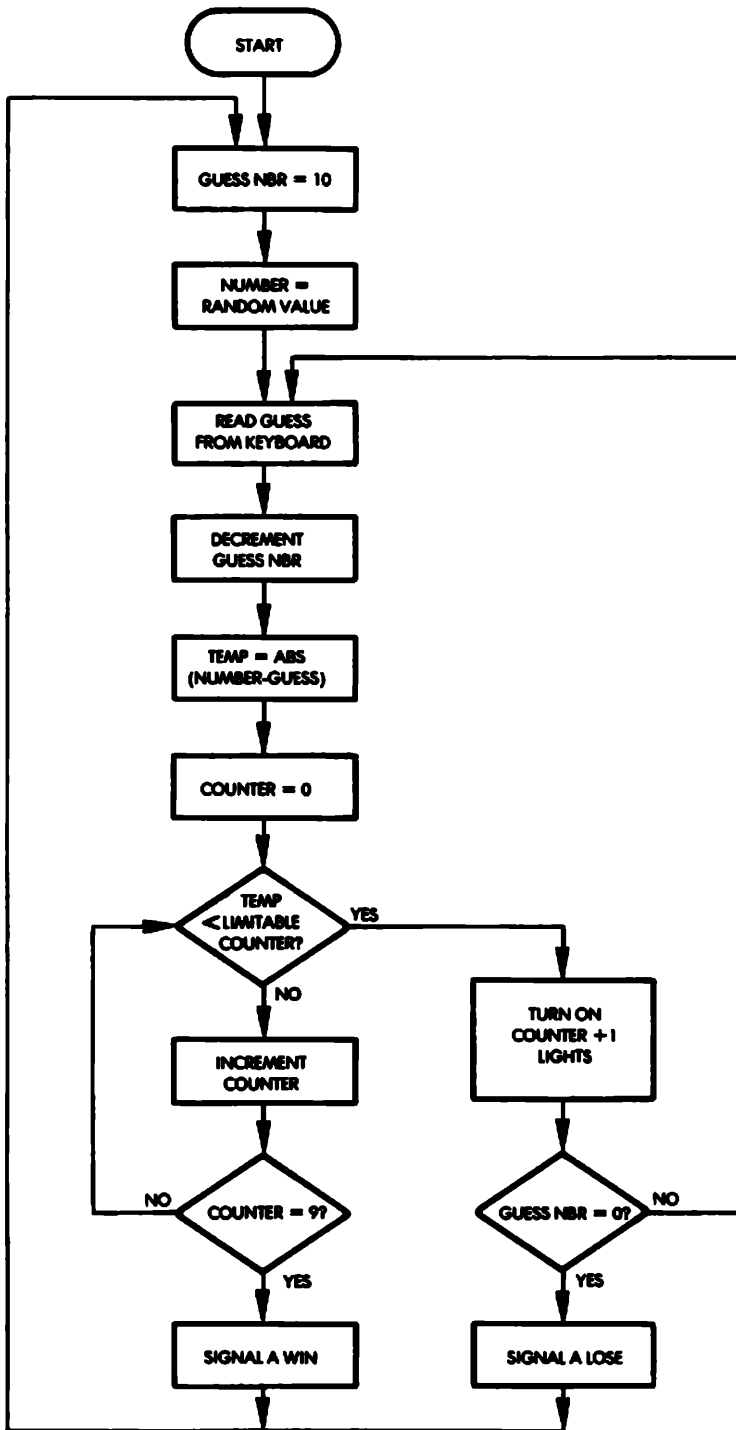 START
GUESS NBR = 10
NUMBER =
RANDOM VALUE
READ GUESS
FROM KEYBOARD
DECREMENT
GUESS NBR
TEMP = ABS
(NUMBER-GUESS)
COUNTER = 0
TEMP
< LIMITABLE
COUNTER?
YES
NO
INCREMENT
COUNTER
TURN ON
COUNTER +1
LIGHTS
NO
COUNTER = 9?
YES
GUESS NBR = 0?
NO
YES
SIGNAL A WIN
SIGNAL A LOSE